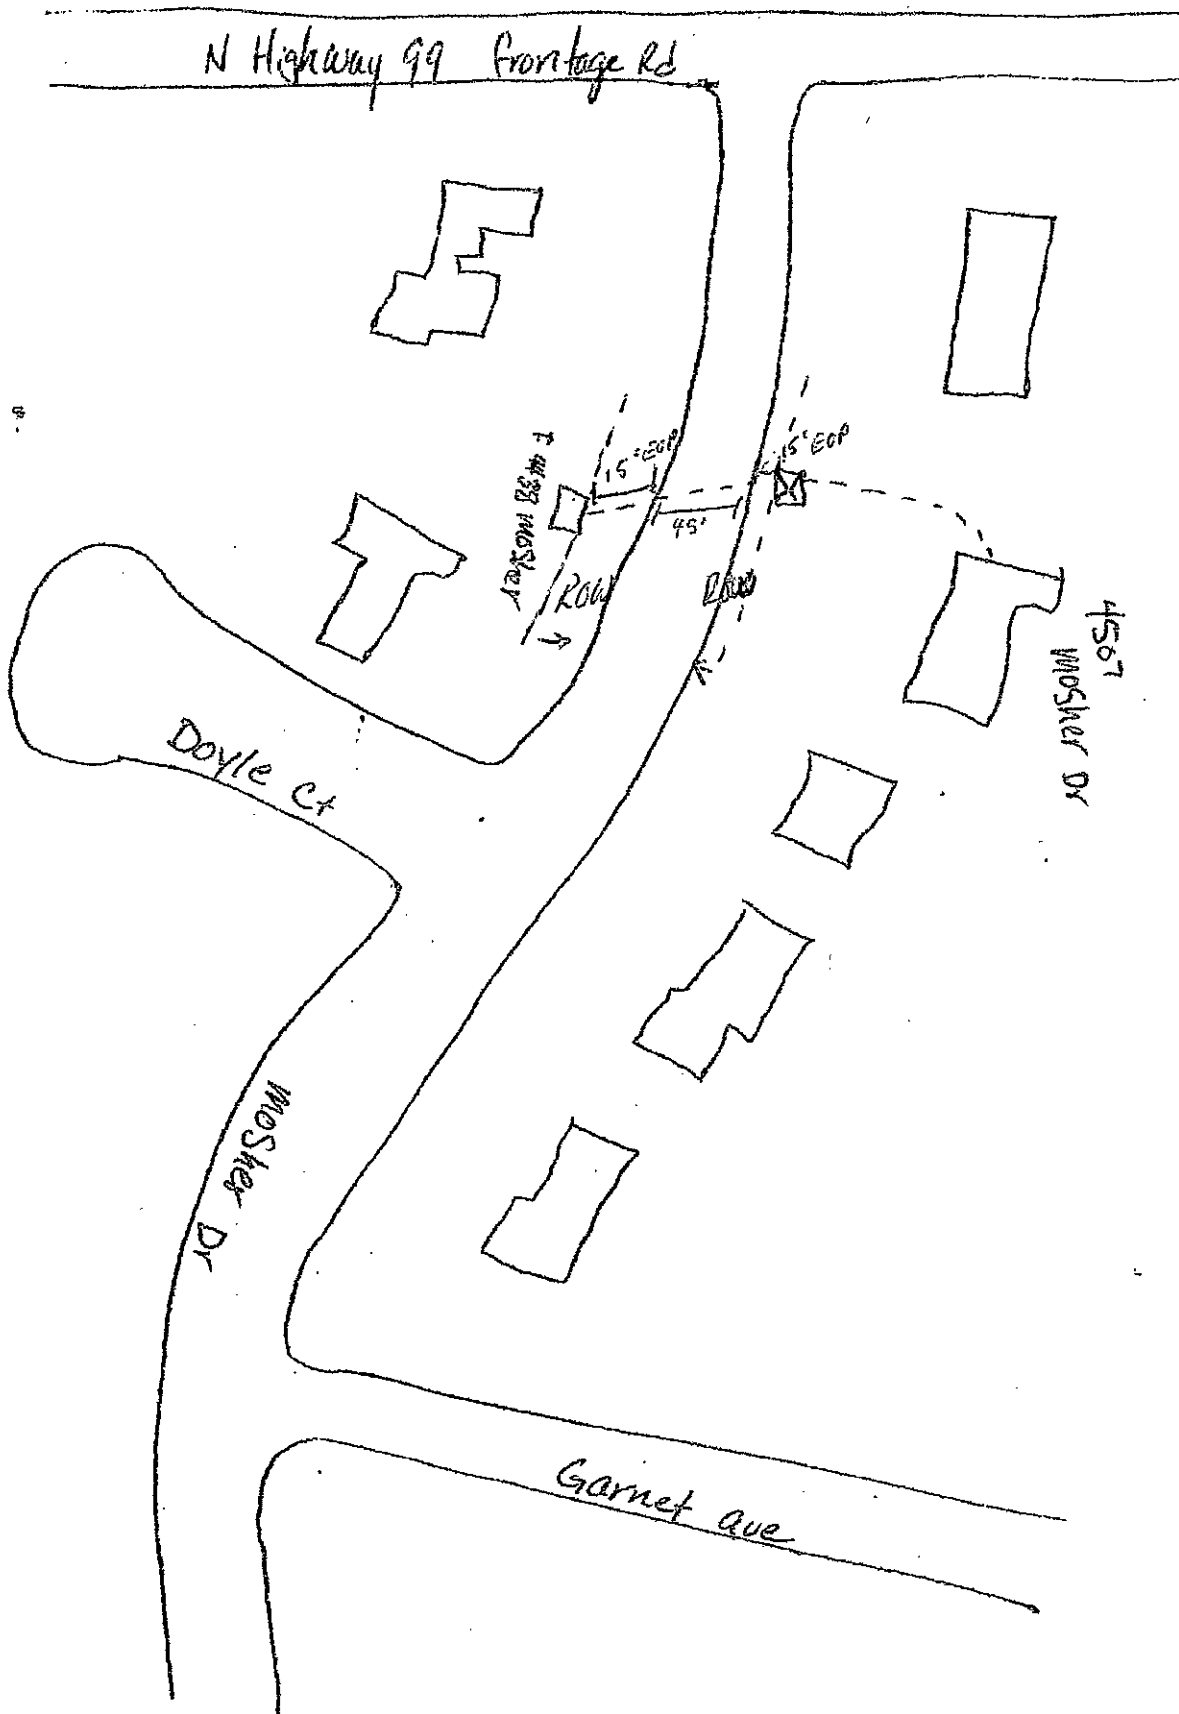 N Highway 99 frontage Rd
15' EOP
15' EOP
45'
Mosher
ROW
ROW
4507
Mosher Dr
Doyle Ct
Mosher Dr
Garnet ave